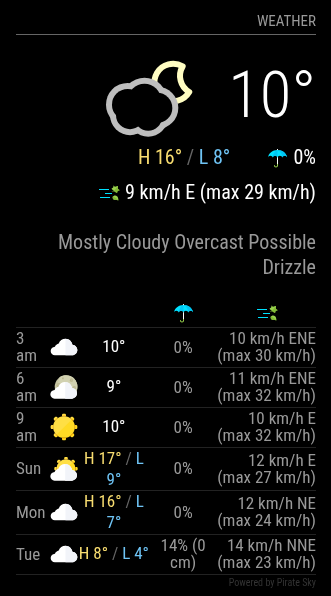 WEATHER
10°
H 16° / L 8° 0%
9 km/h E (max 29 km/h)
Mostly Cloudy Overcast Possible
Drizzle
3 am 10° 0% 10 km/h ENE (max 30 km/h)
6 am 9° 0% 11 km/h ENE (max 32 km/h)
9 am 10° 0% 10 km/h E (max 32 km/h)
Sun H 17° / L 9° 0% 12 km/h E (max 27 km/h)
Mon H 16° / L 7° 0% 12 km/h NE (max 24 km/h)
Tue H 8° / L 4° 14% (0 cm) 14 km/h NNE (max 23 km/h)
Powered by Pirate Sky